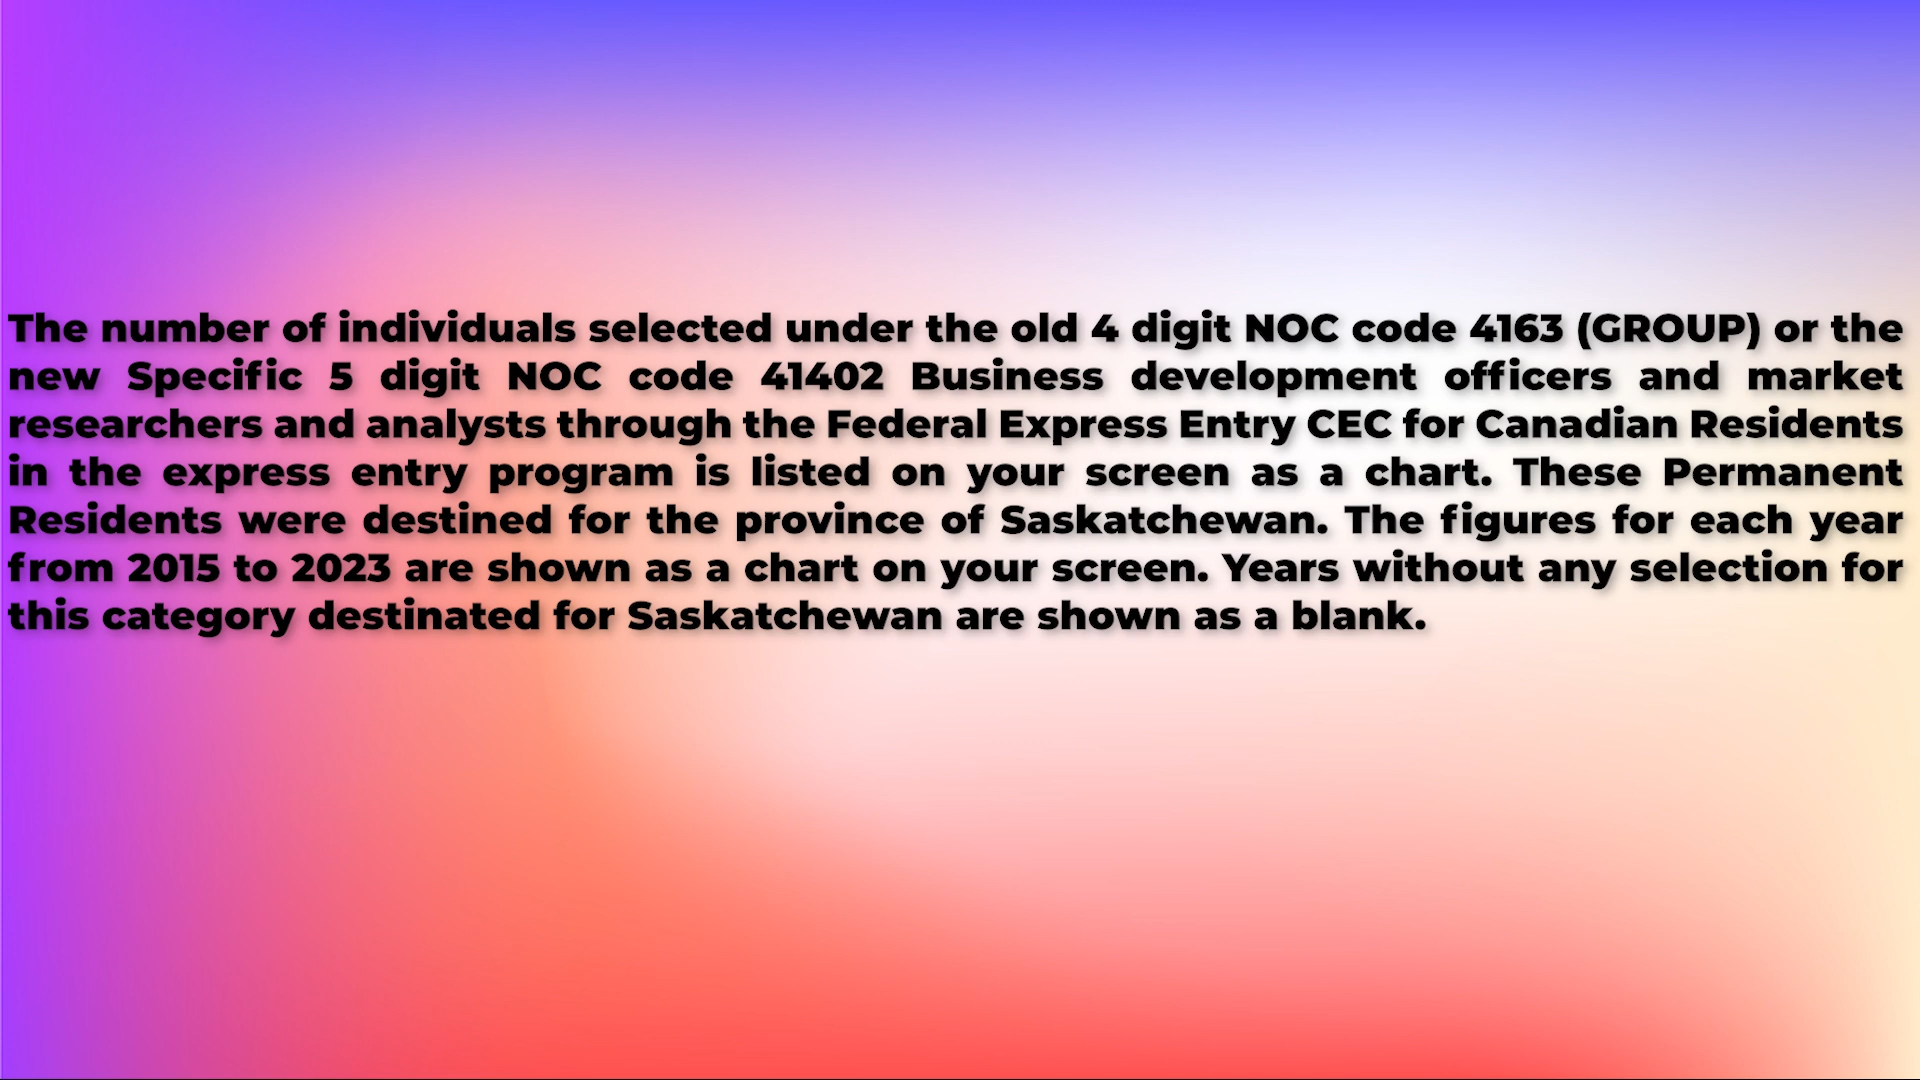 The number of individuals selected under the old 4 digit NOC code 4163 (GROUP) or the
new Specific 5 digit NOC code 41402 Business development officers and market
researchers and analysts through the Federal Express Entry CEC for Canadian Residents
in the express entry program is listed on your screen as a chart. These Permanent
Residents were destined for the province of Saskatchewan. The figures for each year
from 2015 to 2023 are shown as a chart on your screen. Years without any selection for
this category destinated for Saskatchewan are shown as a blank.